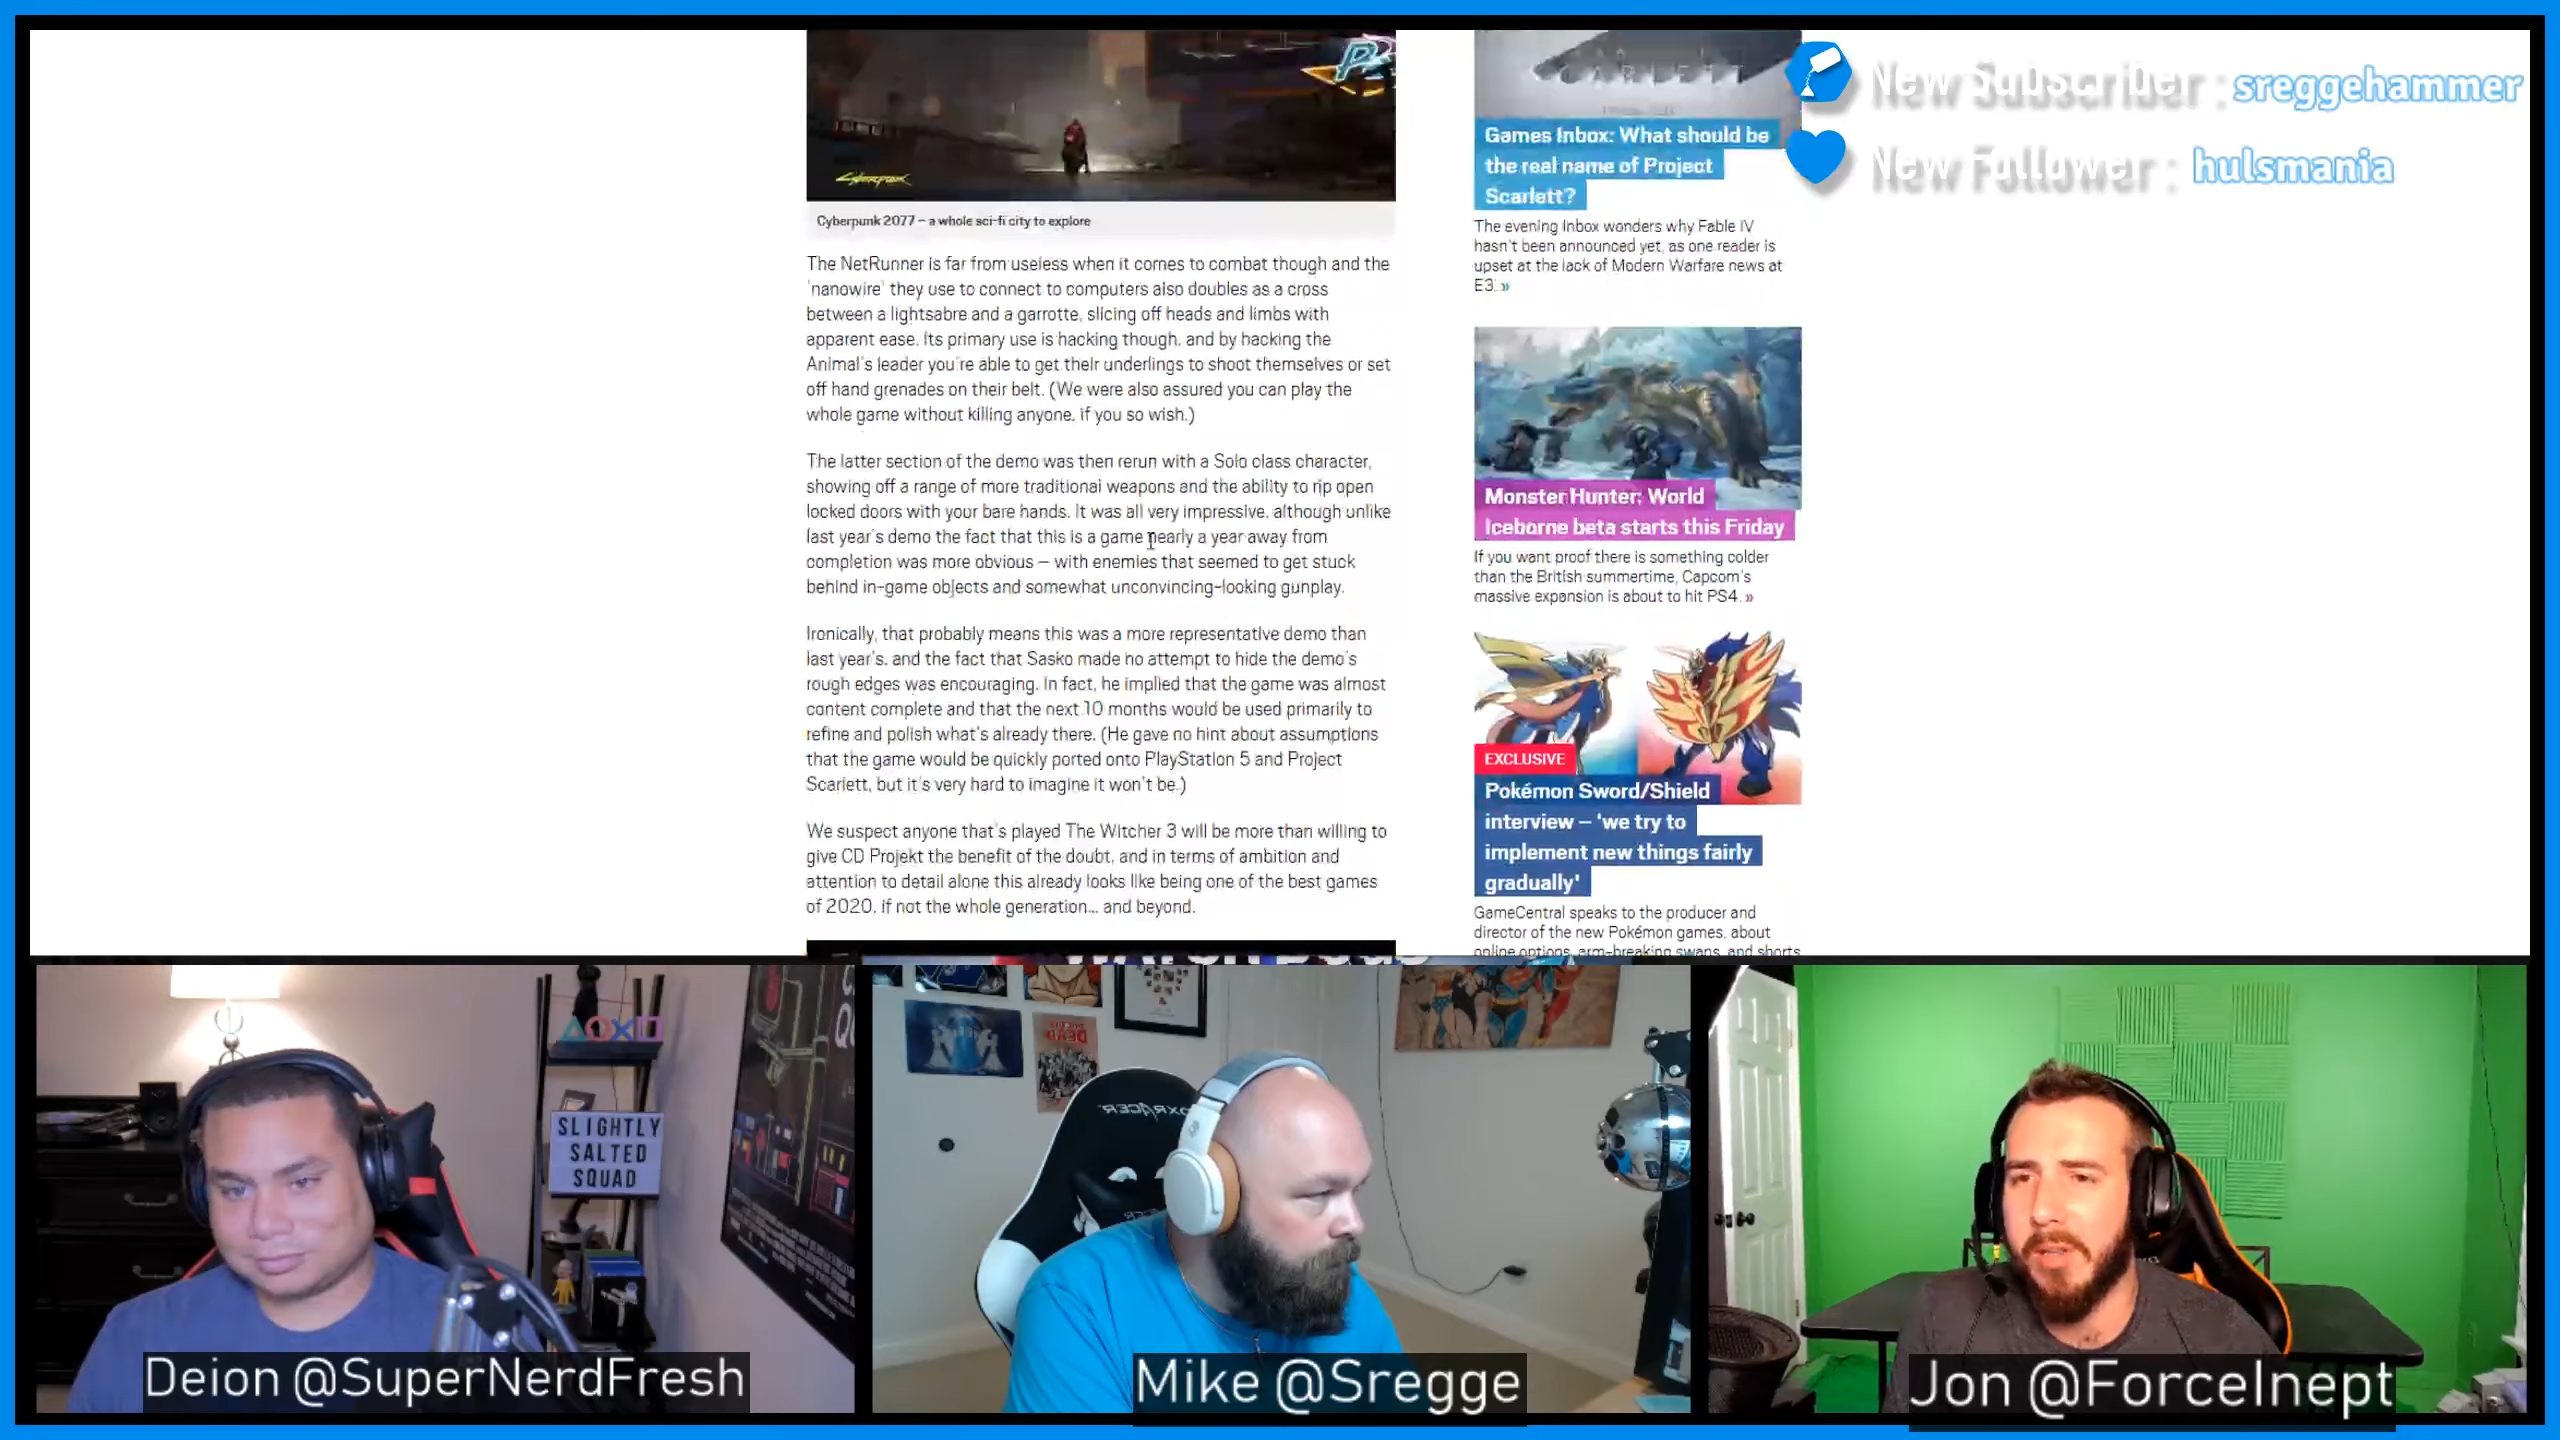 Cyberpunk
Cyberpunk 2077 – a whole sci-fi city to explore
The NetRunner is far from useless when it comes to combat though and the
'nanowire' they use to connect to computers also doubles as a cross
between a lightsabre and a garrotte, slicing off heads and limbs with
apparent ease. Its primary use is hacking though, and by hacking the
Animal's leader you're able to get their underlings to shoot themselves or set
off hand grenades on their belt. (We were also assured you can play the
whole game without killing anyone, if you so wish.)
The latter section of the demo was then rerun with a Solo class character,
showing off a range of more traditional weapons and the ability to rip open
locked doors with your bare hands. It was all very impressive, although unlike
last year's demo the fact that this is a game nearly a year away from
completion was more obvious – with enemies that seemed to get stuck
behind in-game objects and somewhat unconvincing-looking gunplay.
Ironically, that probably means this was a more representative demo than
last year's, and the fact that Sasko made no attempt to hide the demo's
rough edges was encouraging. In fact, he implied that the game was almost
content complete and that the next 10 months would be used primarily to
refine and polish what's already there. (He gave no hint about assumptions
that the game would be quickly ported onto PlayStation 5 and Project
Scarlett, but it's very hard to imagine it won't be.)
We suspect anyone that's played The Witcher 3 will be more than willing to
give CD Projekt the benefit of the doubt, and in terms of ambition and
attention to detail alone this already looks like being one of the best games
of 2020, if not the whole generation... and beyond.
Games Inbox: What should be
the real name of Project
Scarlett?
The evening Inbox wonders why Fable IV
hasn't been announced yet, as one reader is
upset at the lack of Modern Warfare news at
E3. »
Monster Hunter: World
Iceborne beta starts this Friday
If you want proof there is something colder
than the British summertime, Capcom's
massive expansion is about to hit PS4. »
EXCLUSIVE
Pokémon Sword/Shield
interview – 'we try to
implement new things fairly
gradually'
GameCentral speaks to the producer and
director of the new Pokémon games, about
online options, arm-breaking swans, and shorts
New Subscriber : sreggehammer
New Follower : hulsmania
SLIGHTLY
SALTED
SQUAD
Deion @SuperNerdFresh
Mike @Sregge
Jon @ForceInept